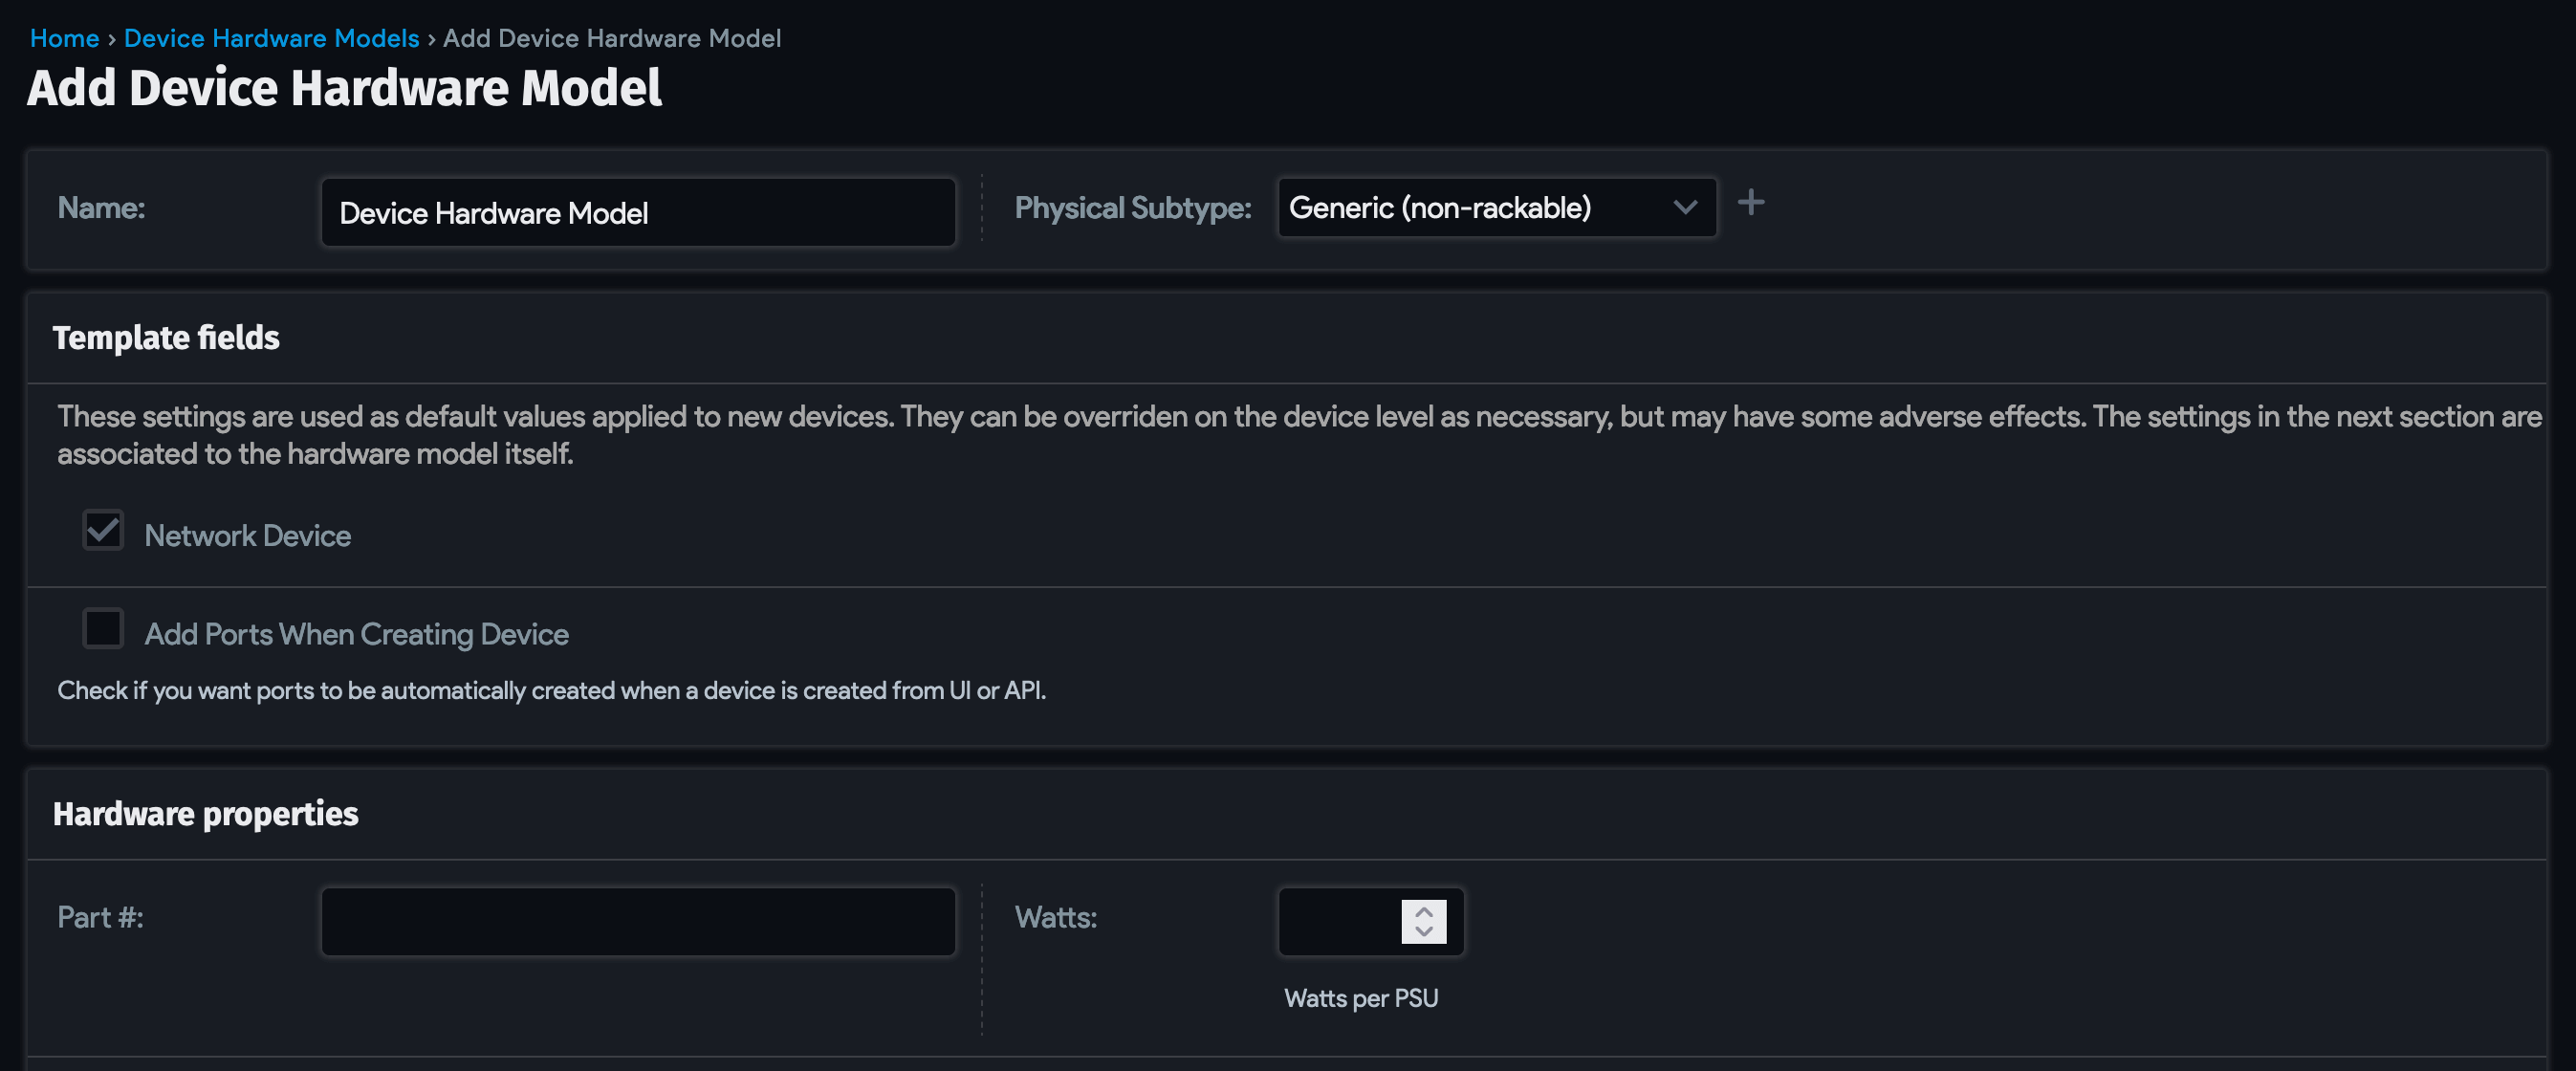 Home › Device Hardware Models › Add Device Hardware Model
Add Device Hardware Model
Name: Device Hardware Model Physical Subtype: Generic (non-rackable) +
Template fields
These settings are used as default values applied to new devices. They can be overriden on the device level as necessary, but may have some adverse effects. The settings in the next section are
associated to the hardware model itself.
Network Device
Add Ports When Creating Device
Check if you want ports to be automatically created when a device is created from UI or API.
Hardware properties
Part #: Watts:
Watts per PSU